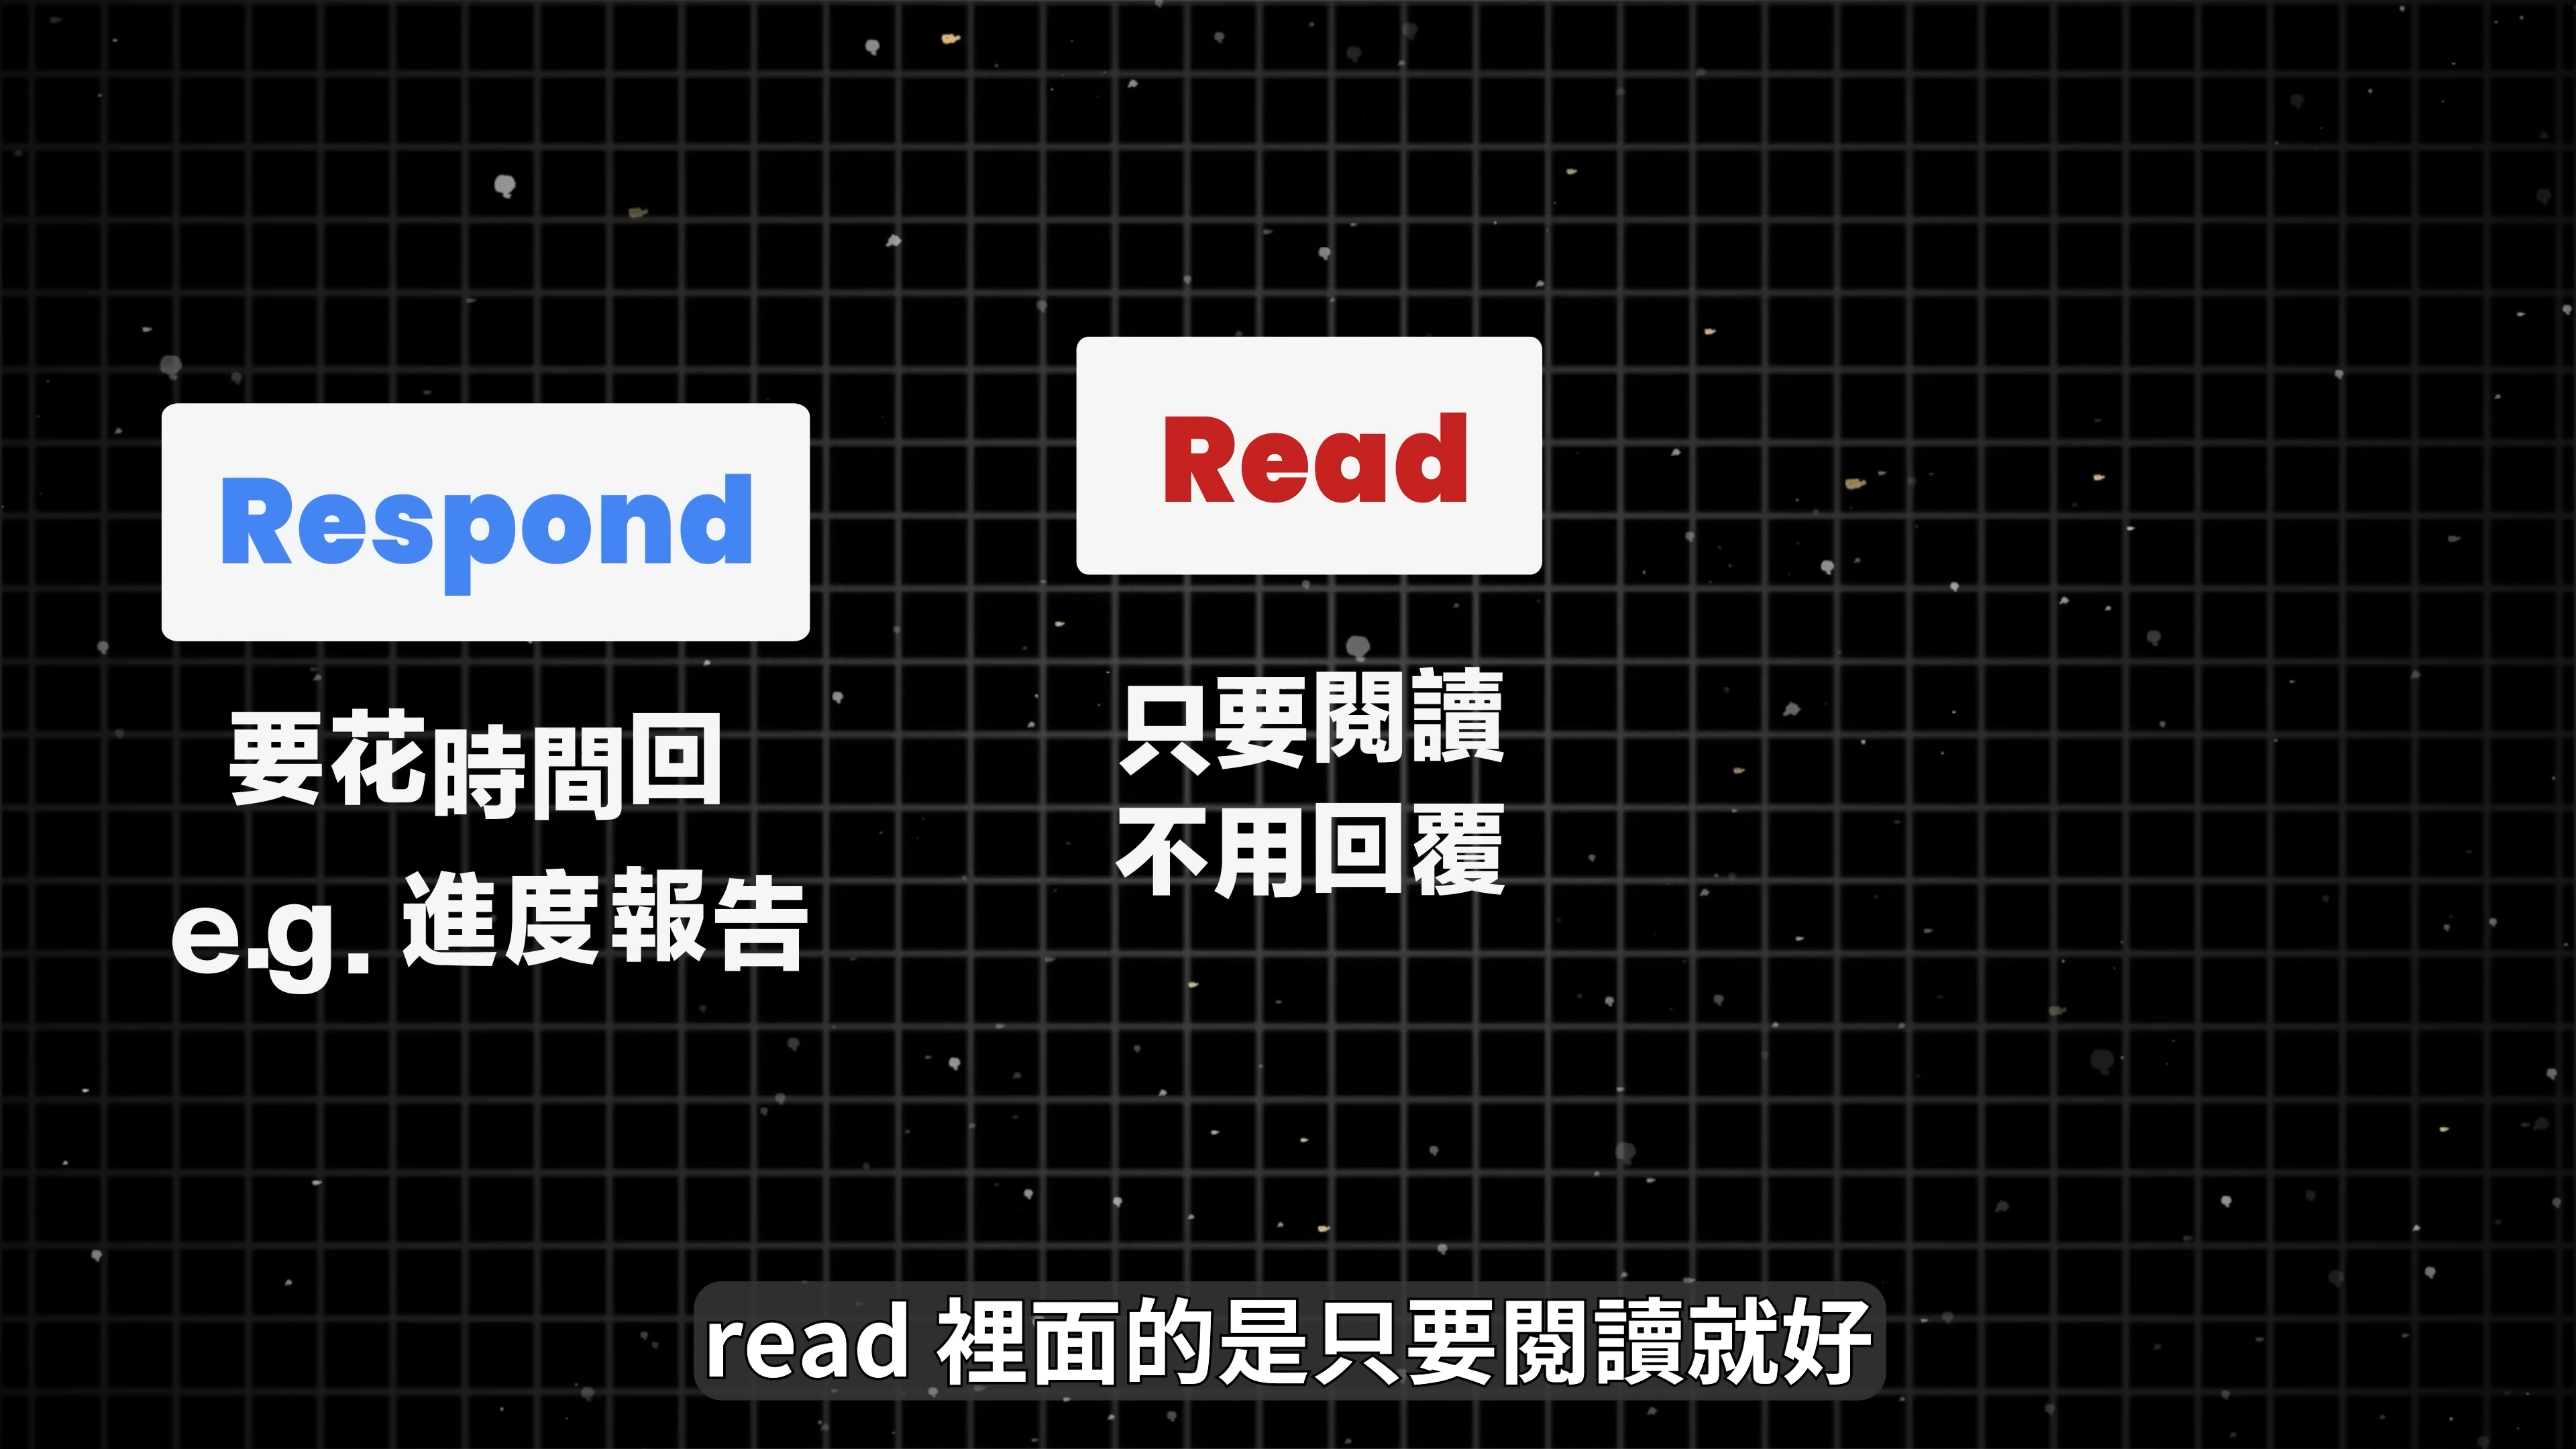 Respond
要花時間回
e.g. 進度報告
Read
只要閱讀
不用回覆
read 裡面的是只要閱讀就好